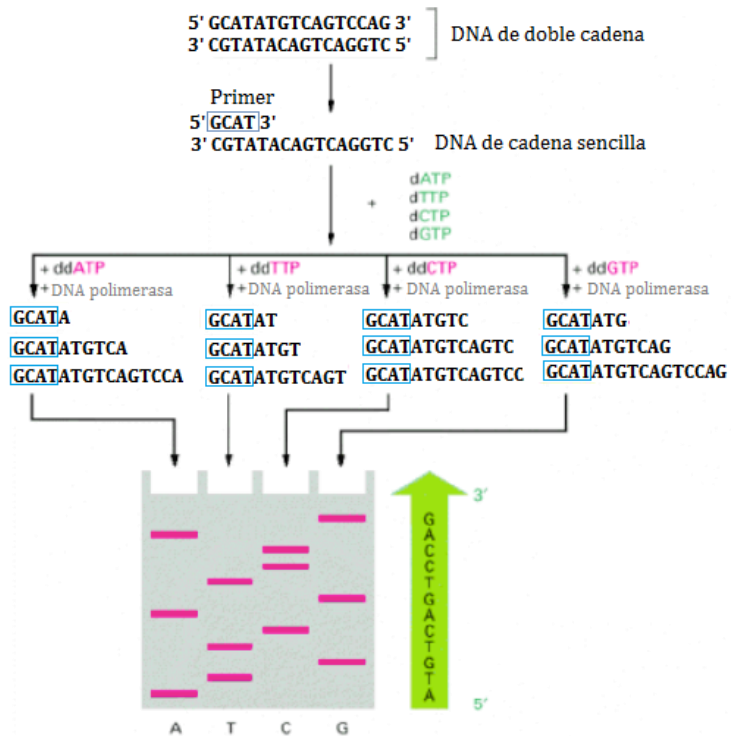 5' GCATATGTCAGTCCAG 3'
3' CGTATACAGTCAGGTC 5'
DNA de doble cadena
Primer
5' GCAT 3'
3' CGTATACAGTCAGGTC 5'
DNA de cadena sencilla
+
dATP
dTTP
dCTP
dGTP
+ ddATP
+ DNA polimerasa
+ ddTTP
+DNA polimerasa
+ ddCTP
+ DNA polimerasa
+ ddGTP
+ DNA polimerasa
GCATA
GCATATGTCA
GCATATGTCAGTCCA
GCATAT
GCATATGT
GCATATGTCAGT
GCATATGTC
GCATATGTCAGTC
GCATATGTCAGTCC
GCATATG
GCATATGTCAG
GCATATGTCAGTCCAG
3'
GACCTGACTGTA
5'
A T C G